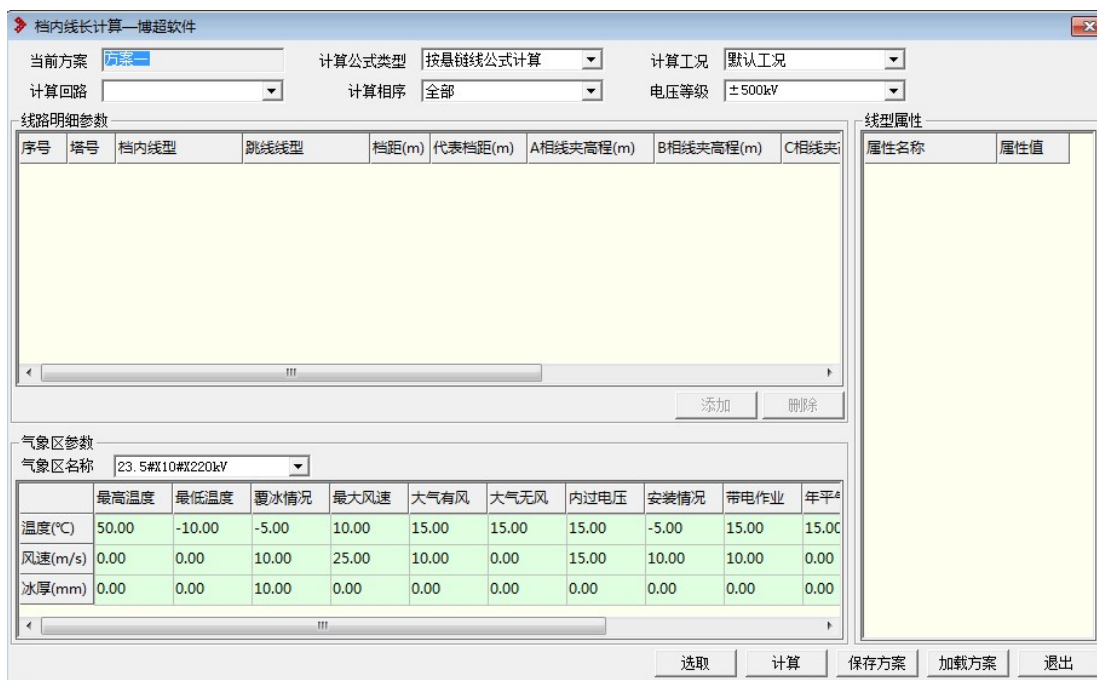 档内线长计算—博超软件
当前方案 方案一 计算公式类型 按悬链线公式计算 计算工况 默认工况
计算回路 计算相序 全部 电压等级 ±500kV
线路明细参数 线型属性
序号 塔号 档内线型 跳线线型 档距(m) 代表档距(m) A相线夹高程(m) B相线夹高程(m) C相线夹 属性名称 属性值
添加 删除
气象区参数
气象区名称 23.5#X10#X220kV
最高温度 最低温度 覆冰情况 最大风速 大气有风 大气无风 内过电压 安装情况 带电作业 年平
温度(℃) 50.00 -10.00 -5.00 10.00 15.00 15.00 15.00 -5.00 15.00 15.00
风速(m/s) 0.00 0.00 10.00 25.00 10.00 0.00 15.00 10.00 10.00 0.00
冰厚(mm) 0.00 0.00 10.00 0.00 0.00 0.00 0.00 0.00 0.00 0.00
选取 计算 保存方案 加载方案 退出